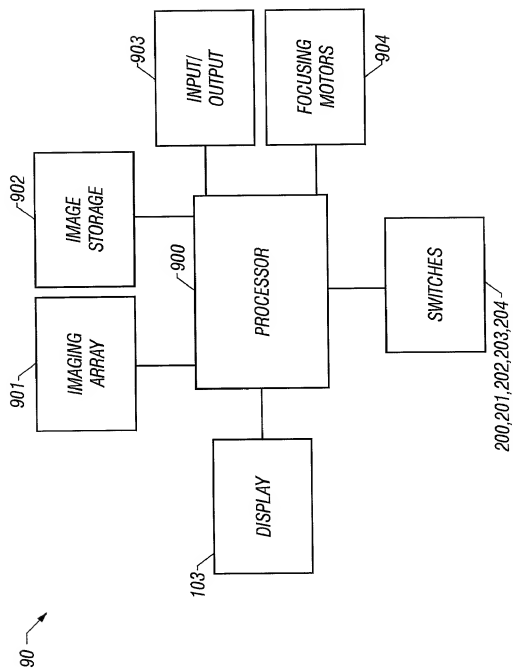 90
901
IMAGING
ARRAY
902
IMAGE
STORAGE
903
INPUT/
OUTPUT
900
PROCESSOR
904
FOCUSING
MOTORS
103
DISPLAY
SWITCHES
200,201,202,203,204